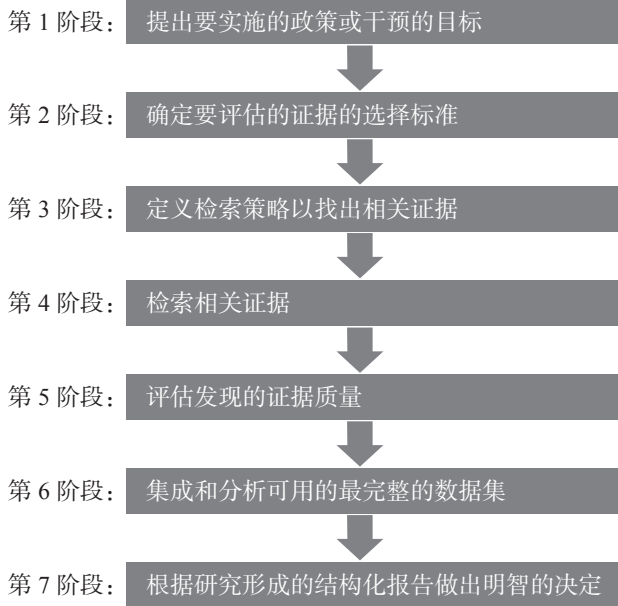 第 1 阶段： 提出要实施的政策或干预的目标
第 2 阶段： 确定要评估的证据的选择标准
第 3 阶段： 定义检索策略以找出相关证据
第 4 阶段： 检索相关证据
第 5 阶段： 评估发现的证据质量
第 6 阶段： 集成和分析可用的最完整的数据集
第 7 阶段： 根据研究形成的结构化报告做出明智的决定